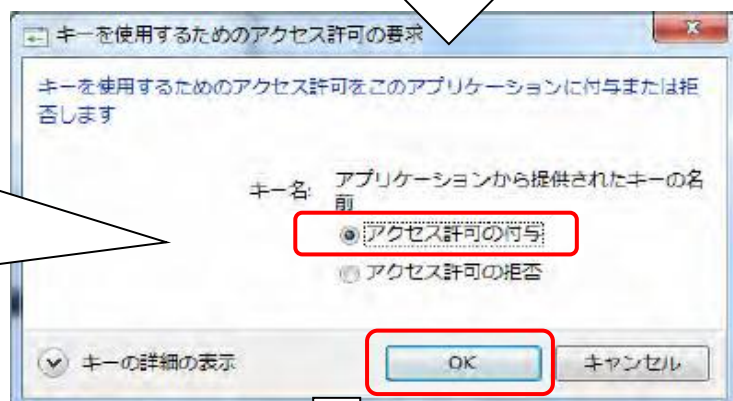 キーを使用するためのアクセス許可の要求
キーを使用するためのアクセス許可をこのアプリケーションに付与または拒
否します
キー名: アプリケーションから提供されたキーの名
前
アクセス許可の付与
アクセス許可の拒否
キーの詳細の表示
OK
キャンセル